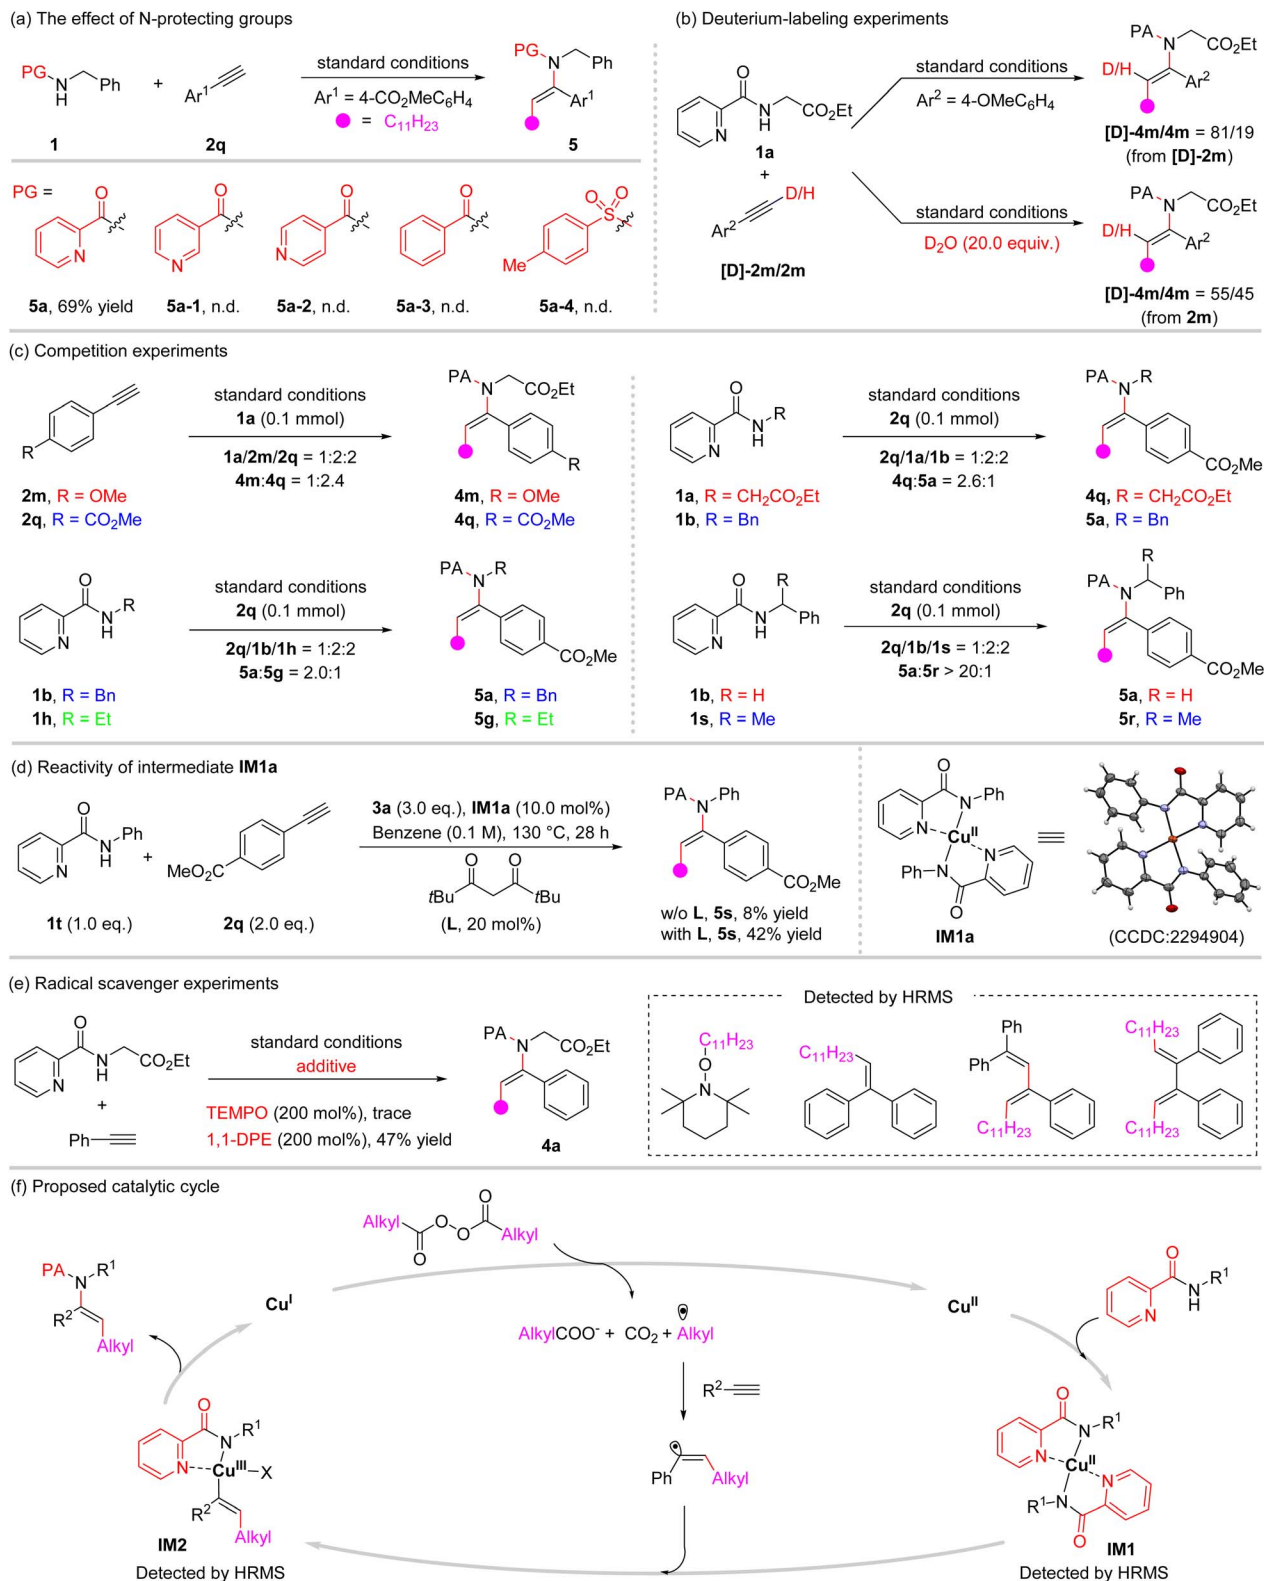 (a) The effect of N-protecting groups
PG
N
H
Ph
1
+
Ar¹
2q
standard conditions
Ar¹ = 4-CO₂MeC₆H₄
= C₁₁H₂₃
PG
N
Ph
Ar¹
5
PG =
O
N
5a, 69% yield
O
N
5a-1, n.d.
O
N
5a-2, n.d.
O
5a-3, n.d.
O O
S
Me
5a-4, n.d.
(b) Deuterium-labeling experiments
O
N
H
CO₂Et
N
1a
+
D/H
Ar²
[D]-2m/2m
standard conditions
Ar² = 4-OMeC₆H₄
PA
N
CO₂Et
D/H
Ar²
[D]-4m/4m = 81/19
(from [D]-2m)
standard conditions
D₂O (20.0 equiv.)
PA
N
CO₂Et
D/H
Ar²
[D]-4m/4m = 55/45
(from 2m)
(c) Competition experiments
R
2m, R = OMe
2q, R = CO₂Me
standard conditions
1a (0.1 mmol)
1a/2m/2q = 1:2:2
4m:4q = 1:2.4
PA
N
CO₂Et
R
4m, R = OMe
4q, R = CO₂Me
O
N
H
R
N
1a, R = CH₂CO₂Et
1b, R = Bn
standard conditions
2q (0.1 mmol)
2q/1a/1b = 1:2:2
4q:5a = 2.6:1
PA
N
R
CO₂Me
4q, R = CH₂CO₂Et
5a, R = Bn
O
N
H
R
N
1b, R = Bn
1h, R = Et
standard conditions
2q (0.1 mmol)
2q/1b/1h = 1:2:2
5a:5g = 2.0:1
PA
N
R
CO₂Me
5a, R = Bn
5g, R = Et
O
R
N
H
Ph
N
1b, R = H
1s, R = Me
standard conditions
2q (0.1 mmol)
2q/1b/1s = 1:2:2
5a:5r > 20:1
R
PA
N
Ph
CO₂Me
5a, R = H
5r, R = Me
(d) Reactivity of intermediate IM1a
O
N
H
Ph
N
1t (1.0 eq.)
+
MeO₂C
2q (2.0 eq.)
3a (3.0 eq.), IM1a (10.0 mol%)
Benzene (0.1 M), 130 °C, 28 h
O O
tBu tBu
(L, 20 mol%)
PA
N
Ph
CO₂Me
w/o L, 5s, 8% yield
with L, 5s, 42% yield
O
N
Ph
N
Cuᴵᴵ
N
Ph
N
O
IM1a
(CCDC:2294904)
(e) Radical scavenger experiments
O
N
H
CO₂Et
N
+
Ph
standard conditions
additive
TEMPO (200 mol%), trace
1,1-DPE (200 mol%), 47% yield
PA
N
CO₂Et
4a
Detected by HRMS
C₁₁H₂₃
O
N
C₁₁H₂₃
Ph
Ph
C₁₁H₂₃
C₁₁H₂₃
C₁₁H₂₃
(f) Proposed catalytic cycle
Alkyl
O
O
O
O
Alkyl
PA
N
R¹
R²
Alkyl
Cuᴵ
AlkylCOO⁻ + CO₂ + Alkyl
Cuᴵᴵ
O
N
H
R¹
N
R²
Ph
Alkyl
O
N
R¹
N
Cuᴵᴵᴵ
X
R²
Alkyl
IM2
Detected by HRMS
O
N
R¹
N
Cuᴵᴵ
N
R¹
N
O
IM1
Detected by HRMS